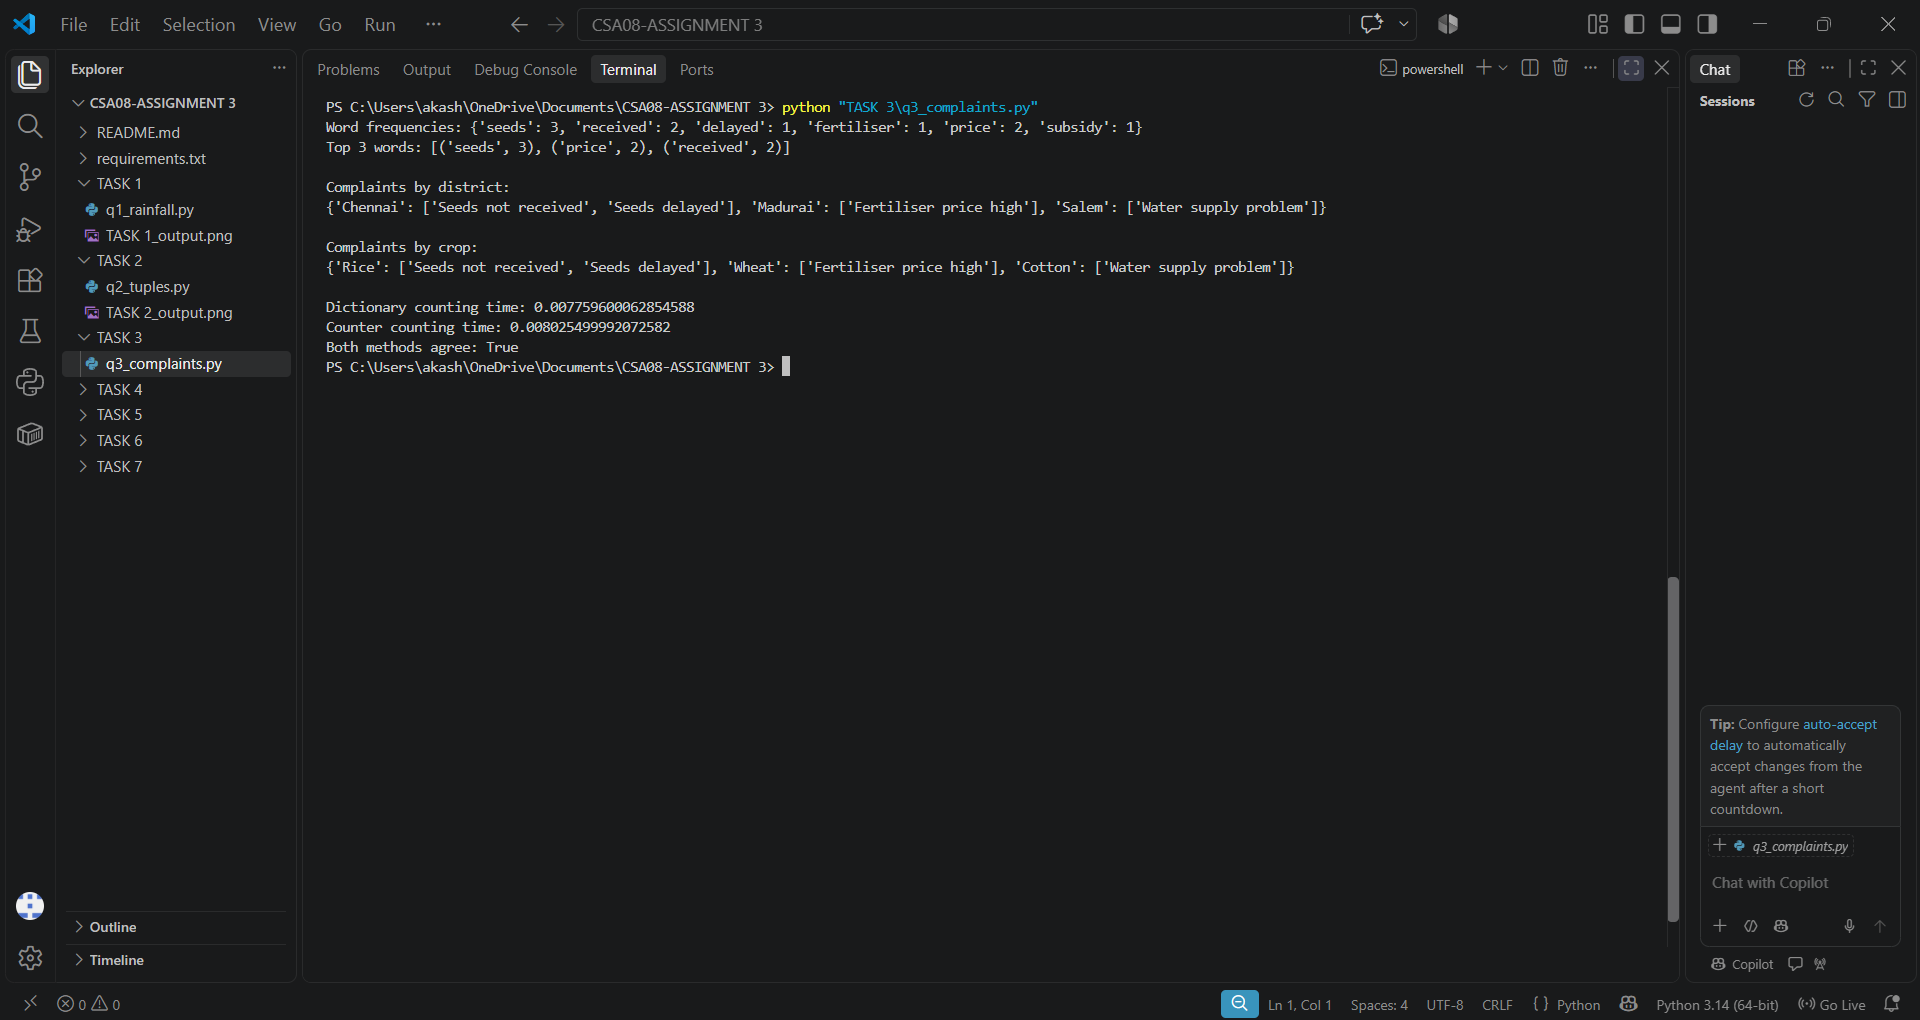 File Edit Selection View Go Run ··· CSA08-ASSIGNMENT 3
Explorer ···
CSA08-ASSIGNMENT 3
README.md
requirements.txt
TASK 1
q1_rainfall.py
TASK 1_output.png
TASK 2
q2_tuples.py
TASK 2_output.png
TASK 3
q3_complaints.py
TASK 4
TASK 5
TASK 6
TASK 7
Outline
Timeline
Problems Output Debug Console Terminal Ports powershell
PS C:\Users\akash\OneDrive\Documents\CSA08-ASSIGNMENT 3> python "TASK 3\q3_complaints.py"
Word frequencies: {'seeds': 3, 'received': 2, 'delayed': 1, 'fertiliser': 1, 'price': 2, 'subsidy': 1}
Top 3 words: [('seeds', 3), ('price', 2), ('received', 2)]
Complaints by district:
{'Chennai': ['Seeds not received', 'Seeds delayed'], 'Madurai': ['Fertiliser price high'], 'Salem': ['Water supply problem']}
Complaints by crop:
{'Rice': ['Seeds not received', 'Seeds delayed'], 'Wheat': ['Fertiliser price high'], 'Cotton': ['Water supply problem']}
Dictionary counting time: 0.007759600062854588
Counter counting time: 0.008025499992072582
Both methods agree: True
PS C:\Users\akash\OneDrive\Documents\CSA08-ASSIGNMENT 3>
Chat
Sessions
Tip: Configure auto-accept
delay to automatically
accept changes from the
agent after a short
countdown.
q3_complaints.py
Chat with Copilot
Copilot
0 0 Ln 1, Col 1 Spaces: 4 UTF-8 CRLF {} Python Python 3.14 (64-bit) Go Live